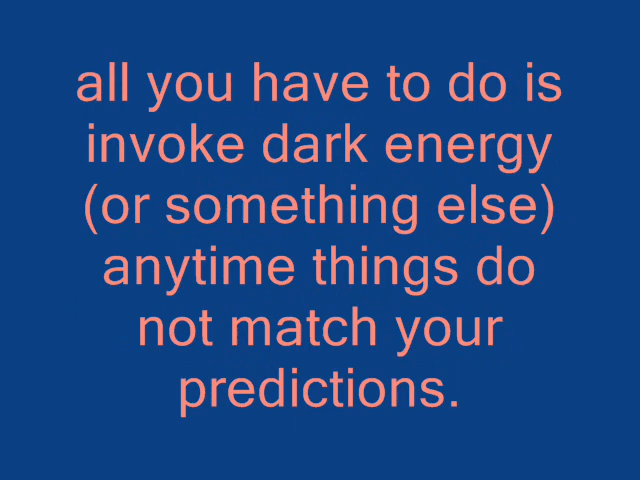 all you have to do is
invoke dark energy
(or something else)
anytime things do
not match your
predictions.